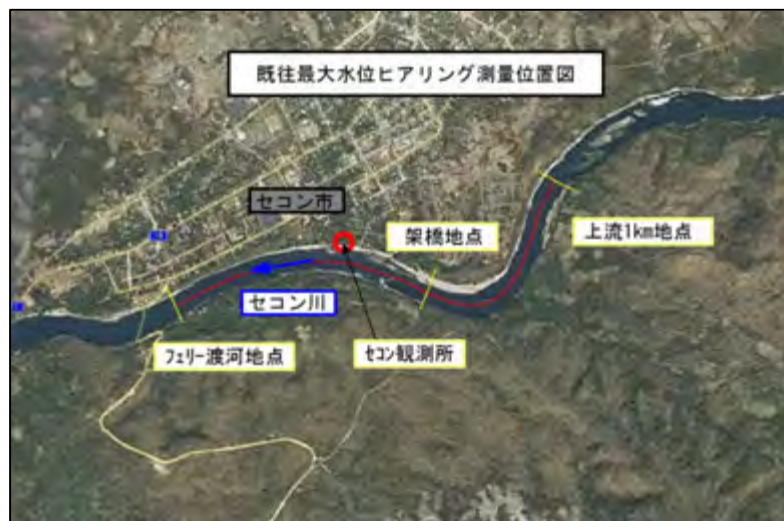 既往最大水位ヒアリング測量位置図
セコン市
架橋地点
上流1km地点
セコン川
フェリー渡河地点
セコン観測所